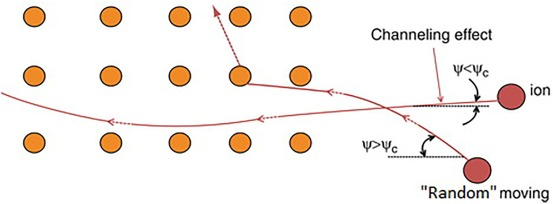 Channeling effect
ψ<ψc
ion
ψ>ψc
"Random" moving